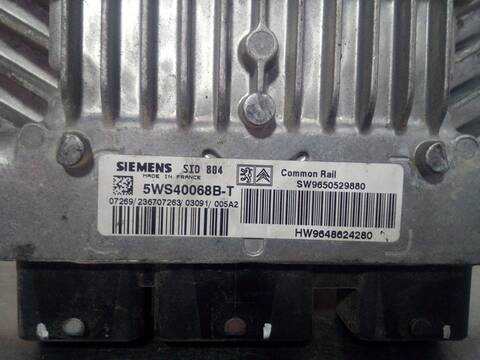 SIEMENS SID 804
MADE IN FRANCE
5WS40068B-T
07269/236707263/03091/005A2
Common Rail
SW9650529880
HW9648624280